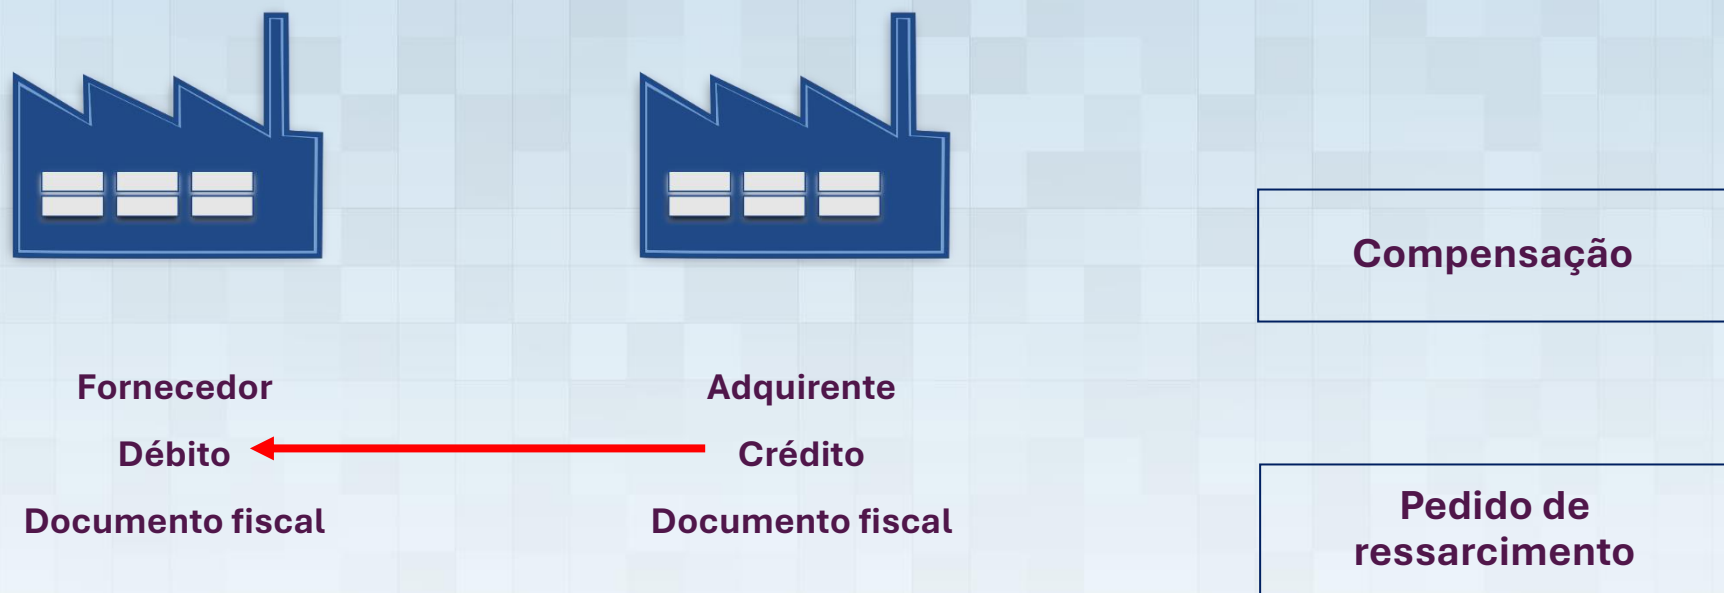 Compensação
Fornecedor
Adquirente
Débito
Crédito
Documento fiscal
Documento fiscal
Pedido de
ressarcimento